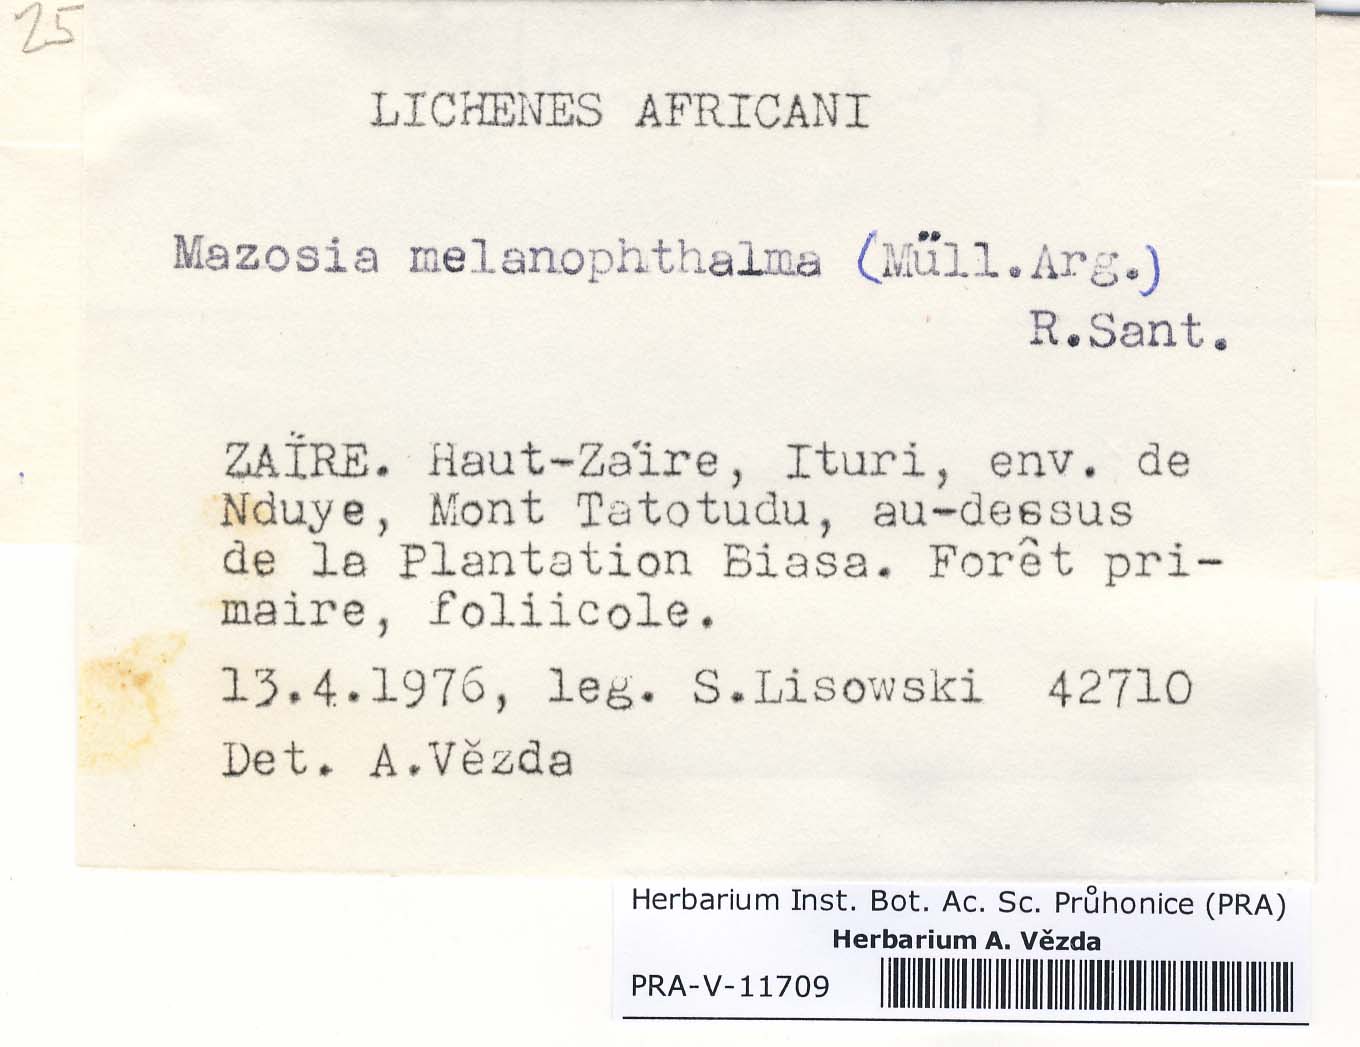 25
LICHENES AFRICANI
Mazosia melanophthalma (Müll.Arg.)
R.Sant.
ZAÏRE. Haut-Zaïre, Ituri, env. de
Nduye, Mont Tatotudu, au-dessus
de la Plantation Biasa. Forêt pri-
maire, foliicole.
13.4.1976, leg. S.Lisowski 42710
Det. A.Vězda
Herbarium Inst. Bot. Ac. Sc. Průhonice (PRA)
Herbarium A. Vězda
PRA-V-11709